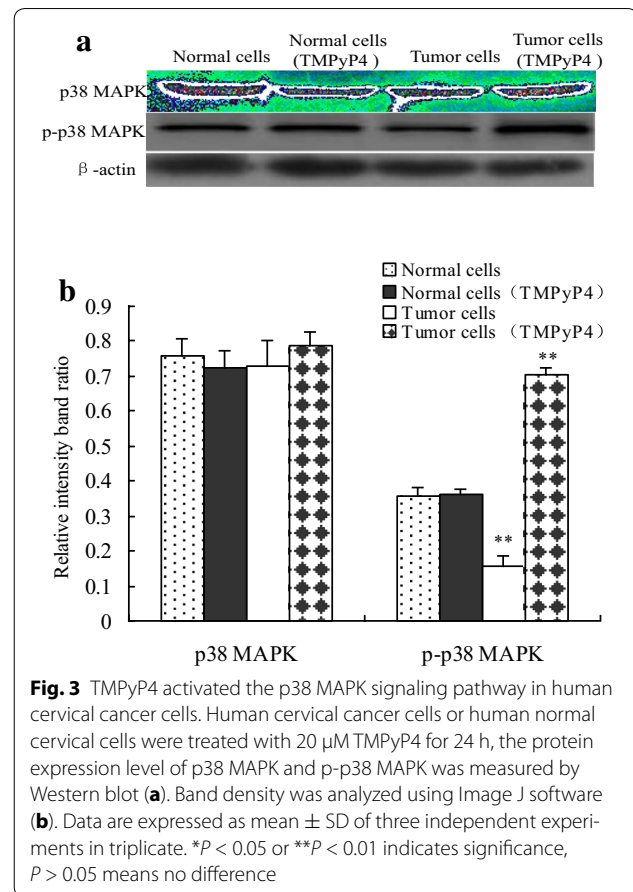 a
Normal cells
Normal cells
(TMPyP4 )
Tumor cells
Tumor cells
(TMPyP4 )
p38 MAPK
p-p38 MAPK
β -actin
b
Normal cells
Normal cells （TMPyP4）
Tumor cells
Tumor cells （TMPyP4）
Relative intensity band ratio
0.9
0.8
0.7
0.6
0.5
0.4
0.3
0.2
0.1
0
**
**
p38 MAPK
p-p38 MAPK
Fig. 3 TMPyP4 activated the p38 MAPK signaling pathway in human
cervical cancer cells. Human cervical cancer cells or human normal
cervical cells were treated with 20 μM TMPyP4 for 24 h, the protein
expression level of p38 MAPK and p-p38 MAPK was measured by
Western blot (a). Band density was analyzed using Image J software
(b). Data are expressed as mean ± SD of three independent experi-
ments in triplicate. *P < 0.05 or **P < 0.01 indicates significance,
P > 0.05 means no difference